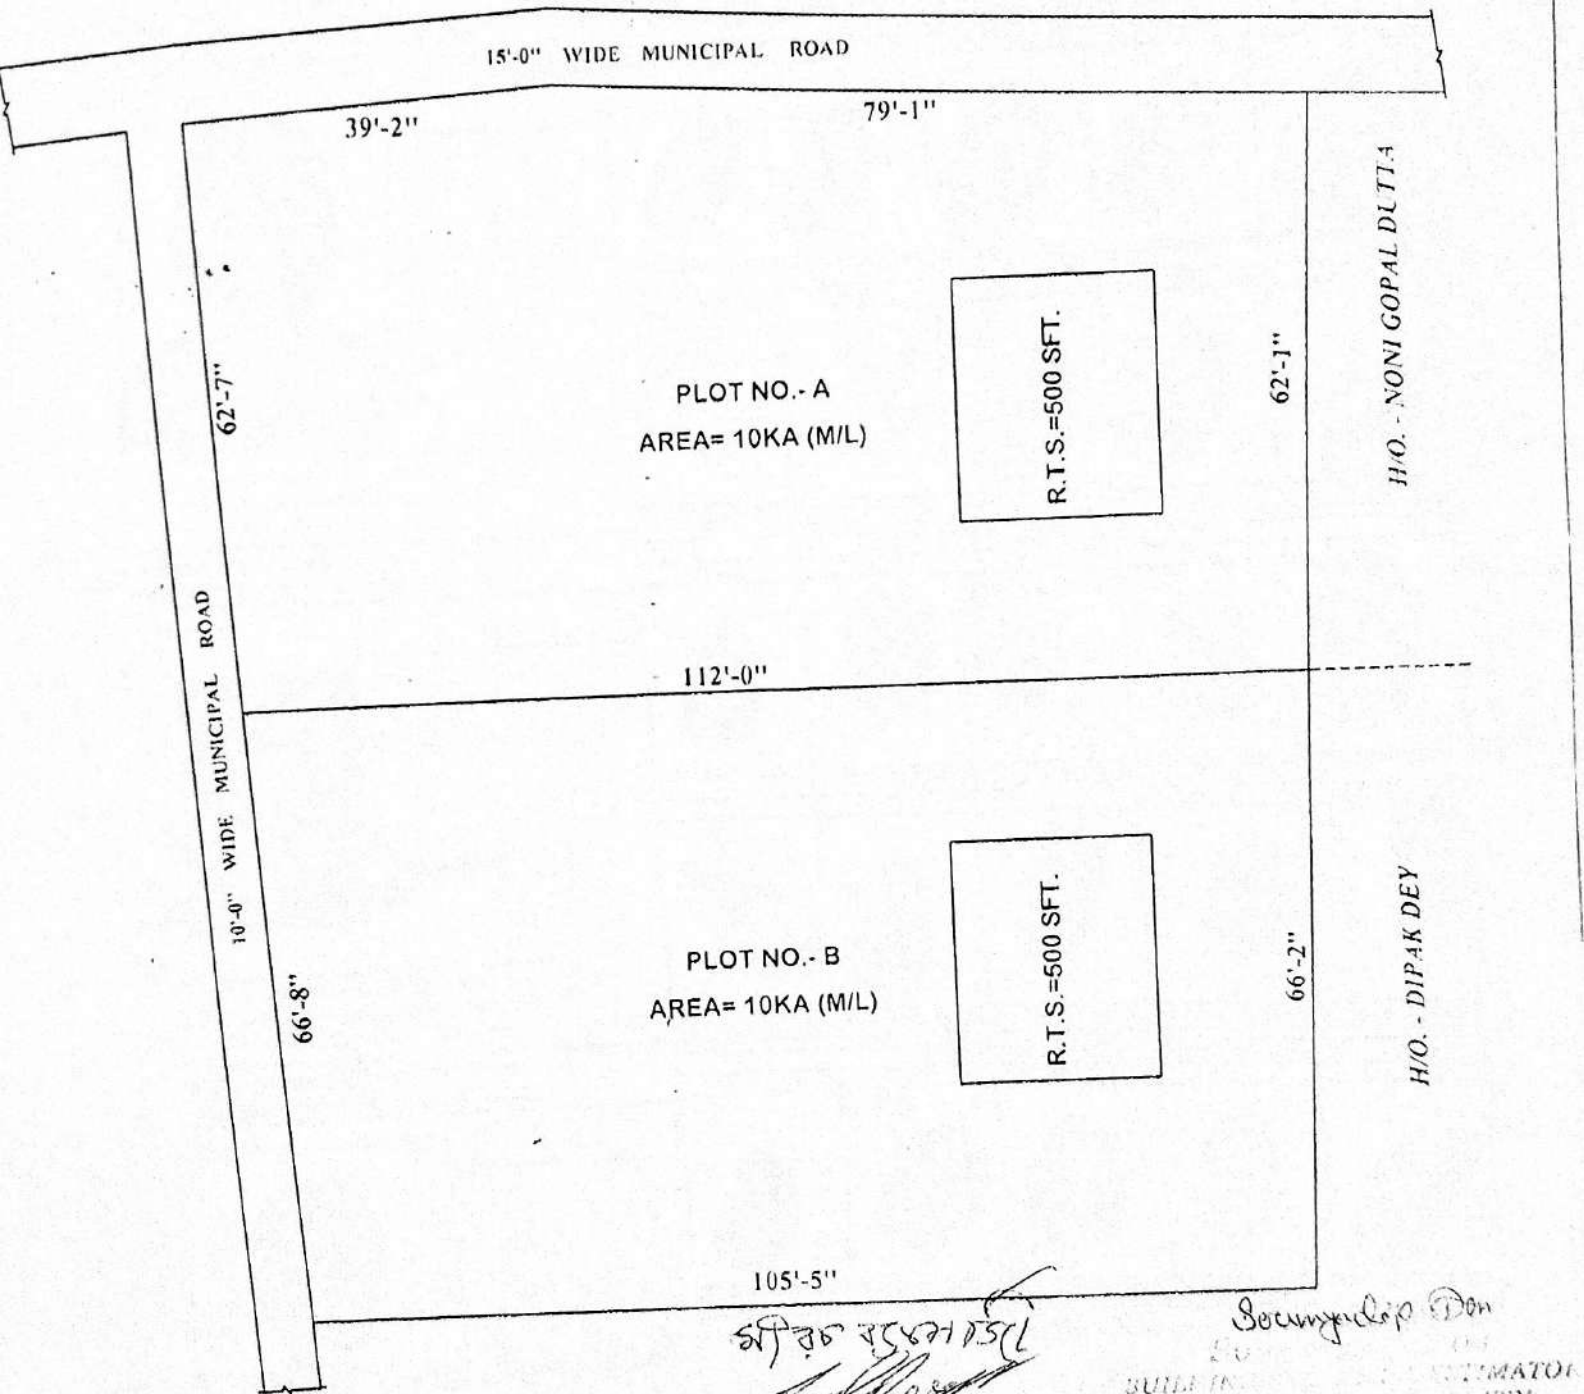 15'-0" WIDE MUNICIPAL ROAD
39'-2"
79'-1"
62'-7"
PLOT NO.- A
AREA= 10KA (M/L)
R.T.S.=500 SFT.
62'-1"
H/O. - NONI GOPAL DUTTA
10'-0" WIDE MUNICIPAL ROAD
112'-0"
66'-8"
PLOT NO.- B
AREA= 10KA (M/L)
R.T.S.=500 SFT.
66'-2"
H/O. - DIPAK DEY
105'-5"